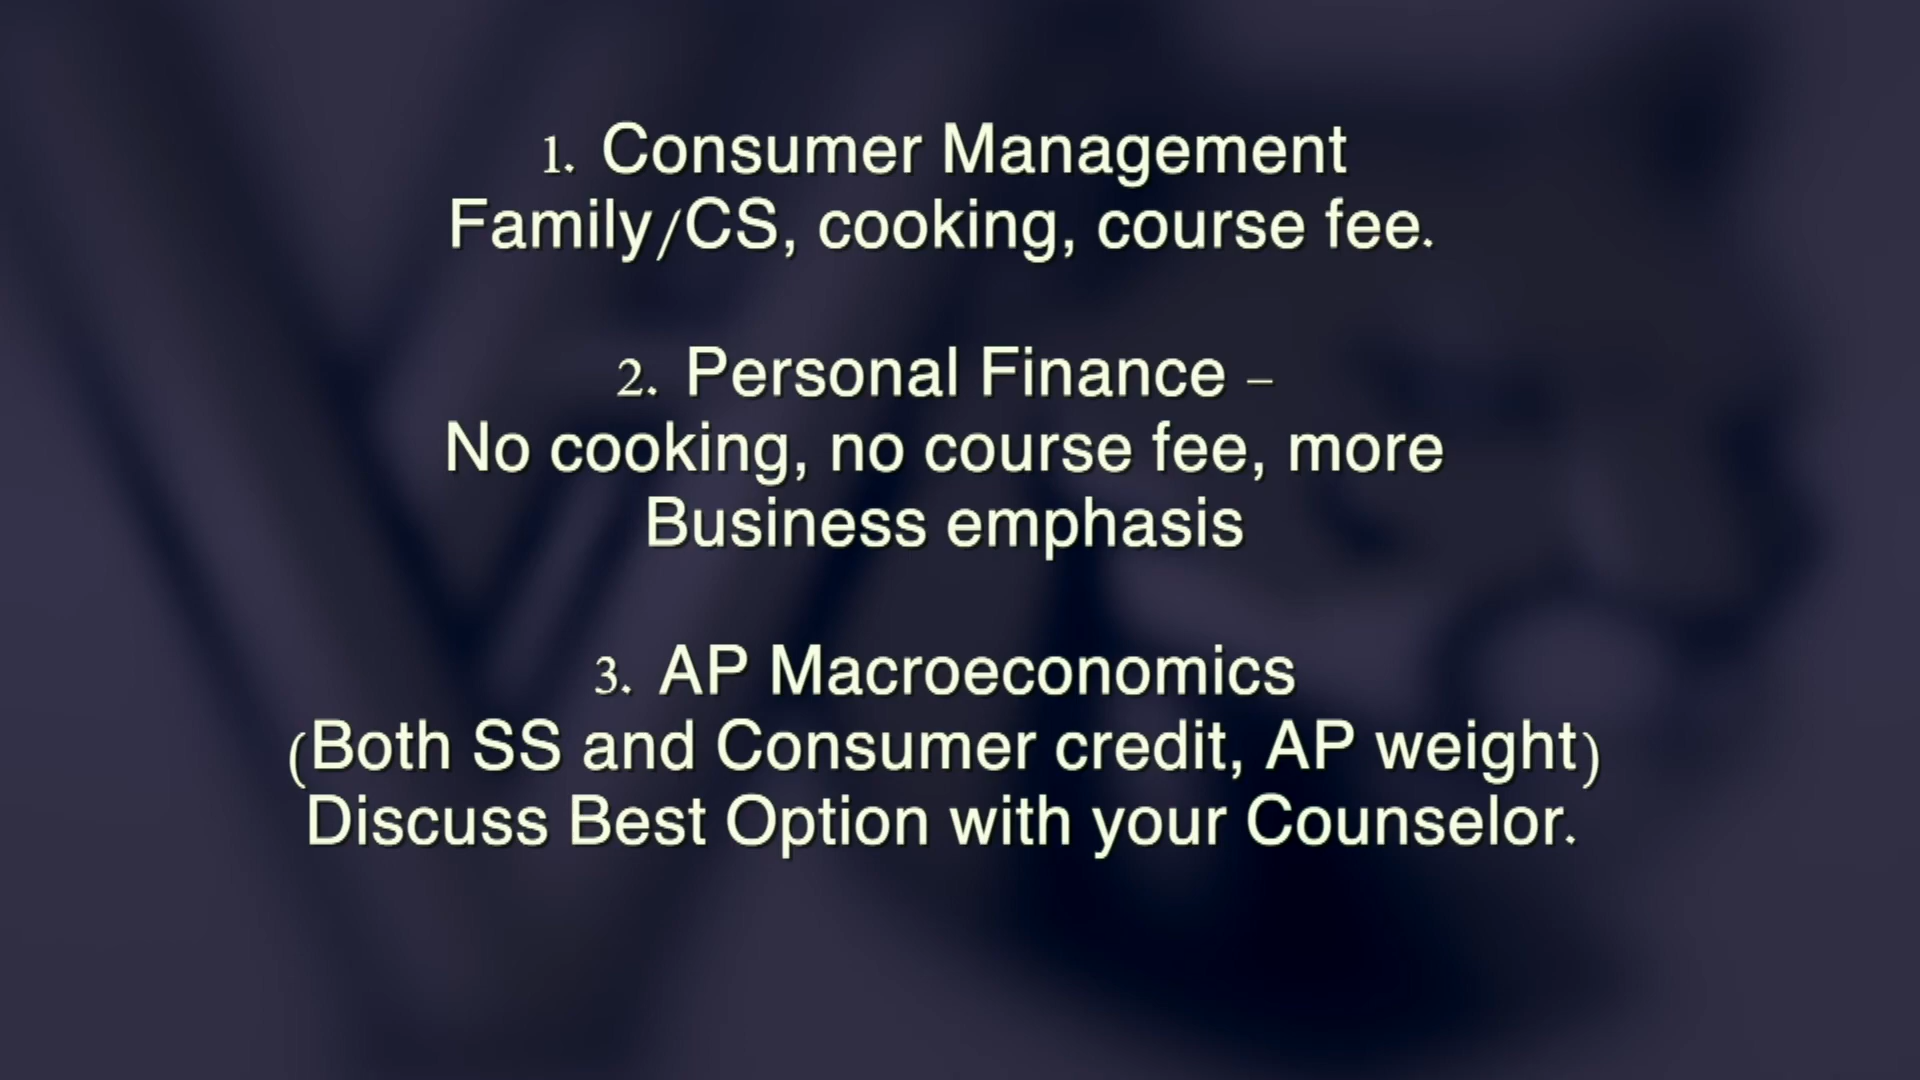 1. Consumer Management
Family/CS, cooking, course fee.
2. Personal Finance –
No cooking, no course fee, more
Business emphasis
3. AP Macroeconomics
(Both SS and Consumer credit, AP weight)
Discuss Best Option with your Counselor.